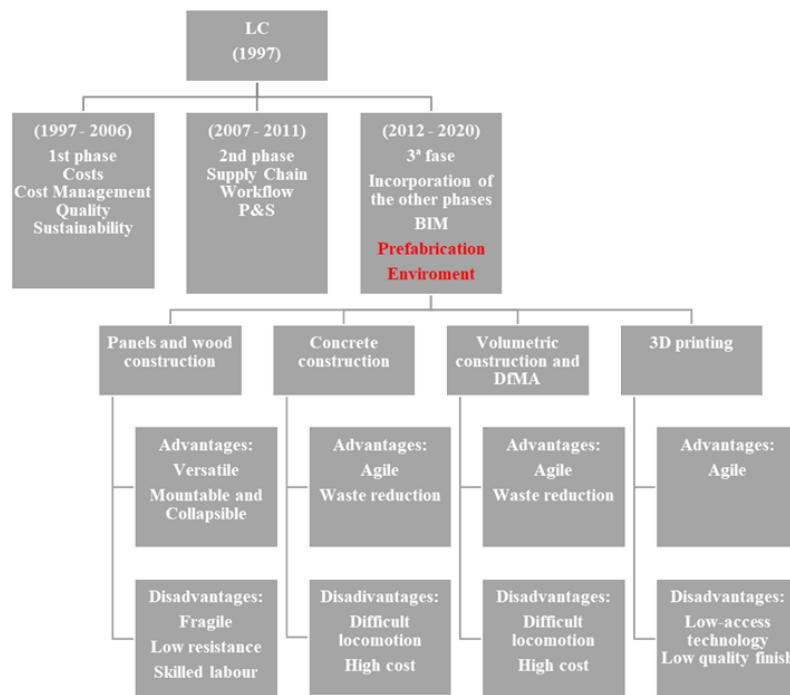 LC
(1997)
(1997 - 2006)
1st phase
Costs
Cost Management
Quality
Sustainability
(2007 - 2011)
2nd phase
Supply Chain
Workflow
P&S
(2012 - 2020)
3ª fase
Incorporation of
the other phases
BIM
Prefabrication
Enviroment
Panels and wood
construction
Concrete
construction
Volumetric
construction and
DfMA
3D printing
Advantages:
Versatile
Mountable and
Collapsible
Advantages:
Agile
Waste reduction
Advantages:
Agile
Waste reduction
Advantages:
Agile
Disadvantages:
Fragile
Low resistance
Skilled labour
Disadivantages:
Difficult
locomotion
High cost
Disadvantages:
Difficult
locomotion
High cost
Disadvantages:
Low-access
technology
Low quality finish